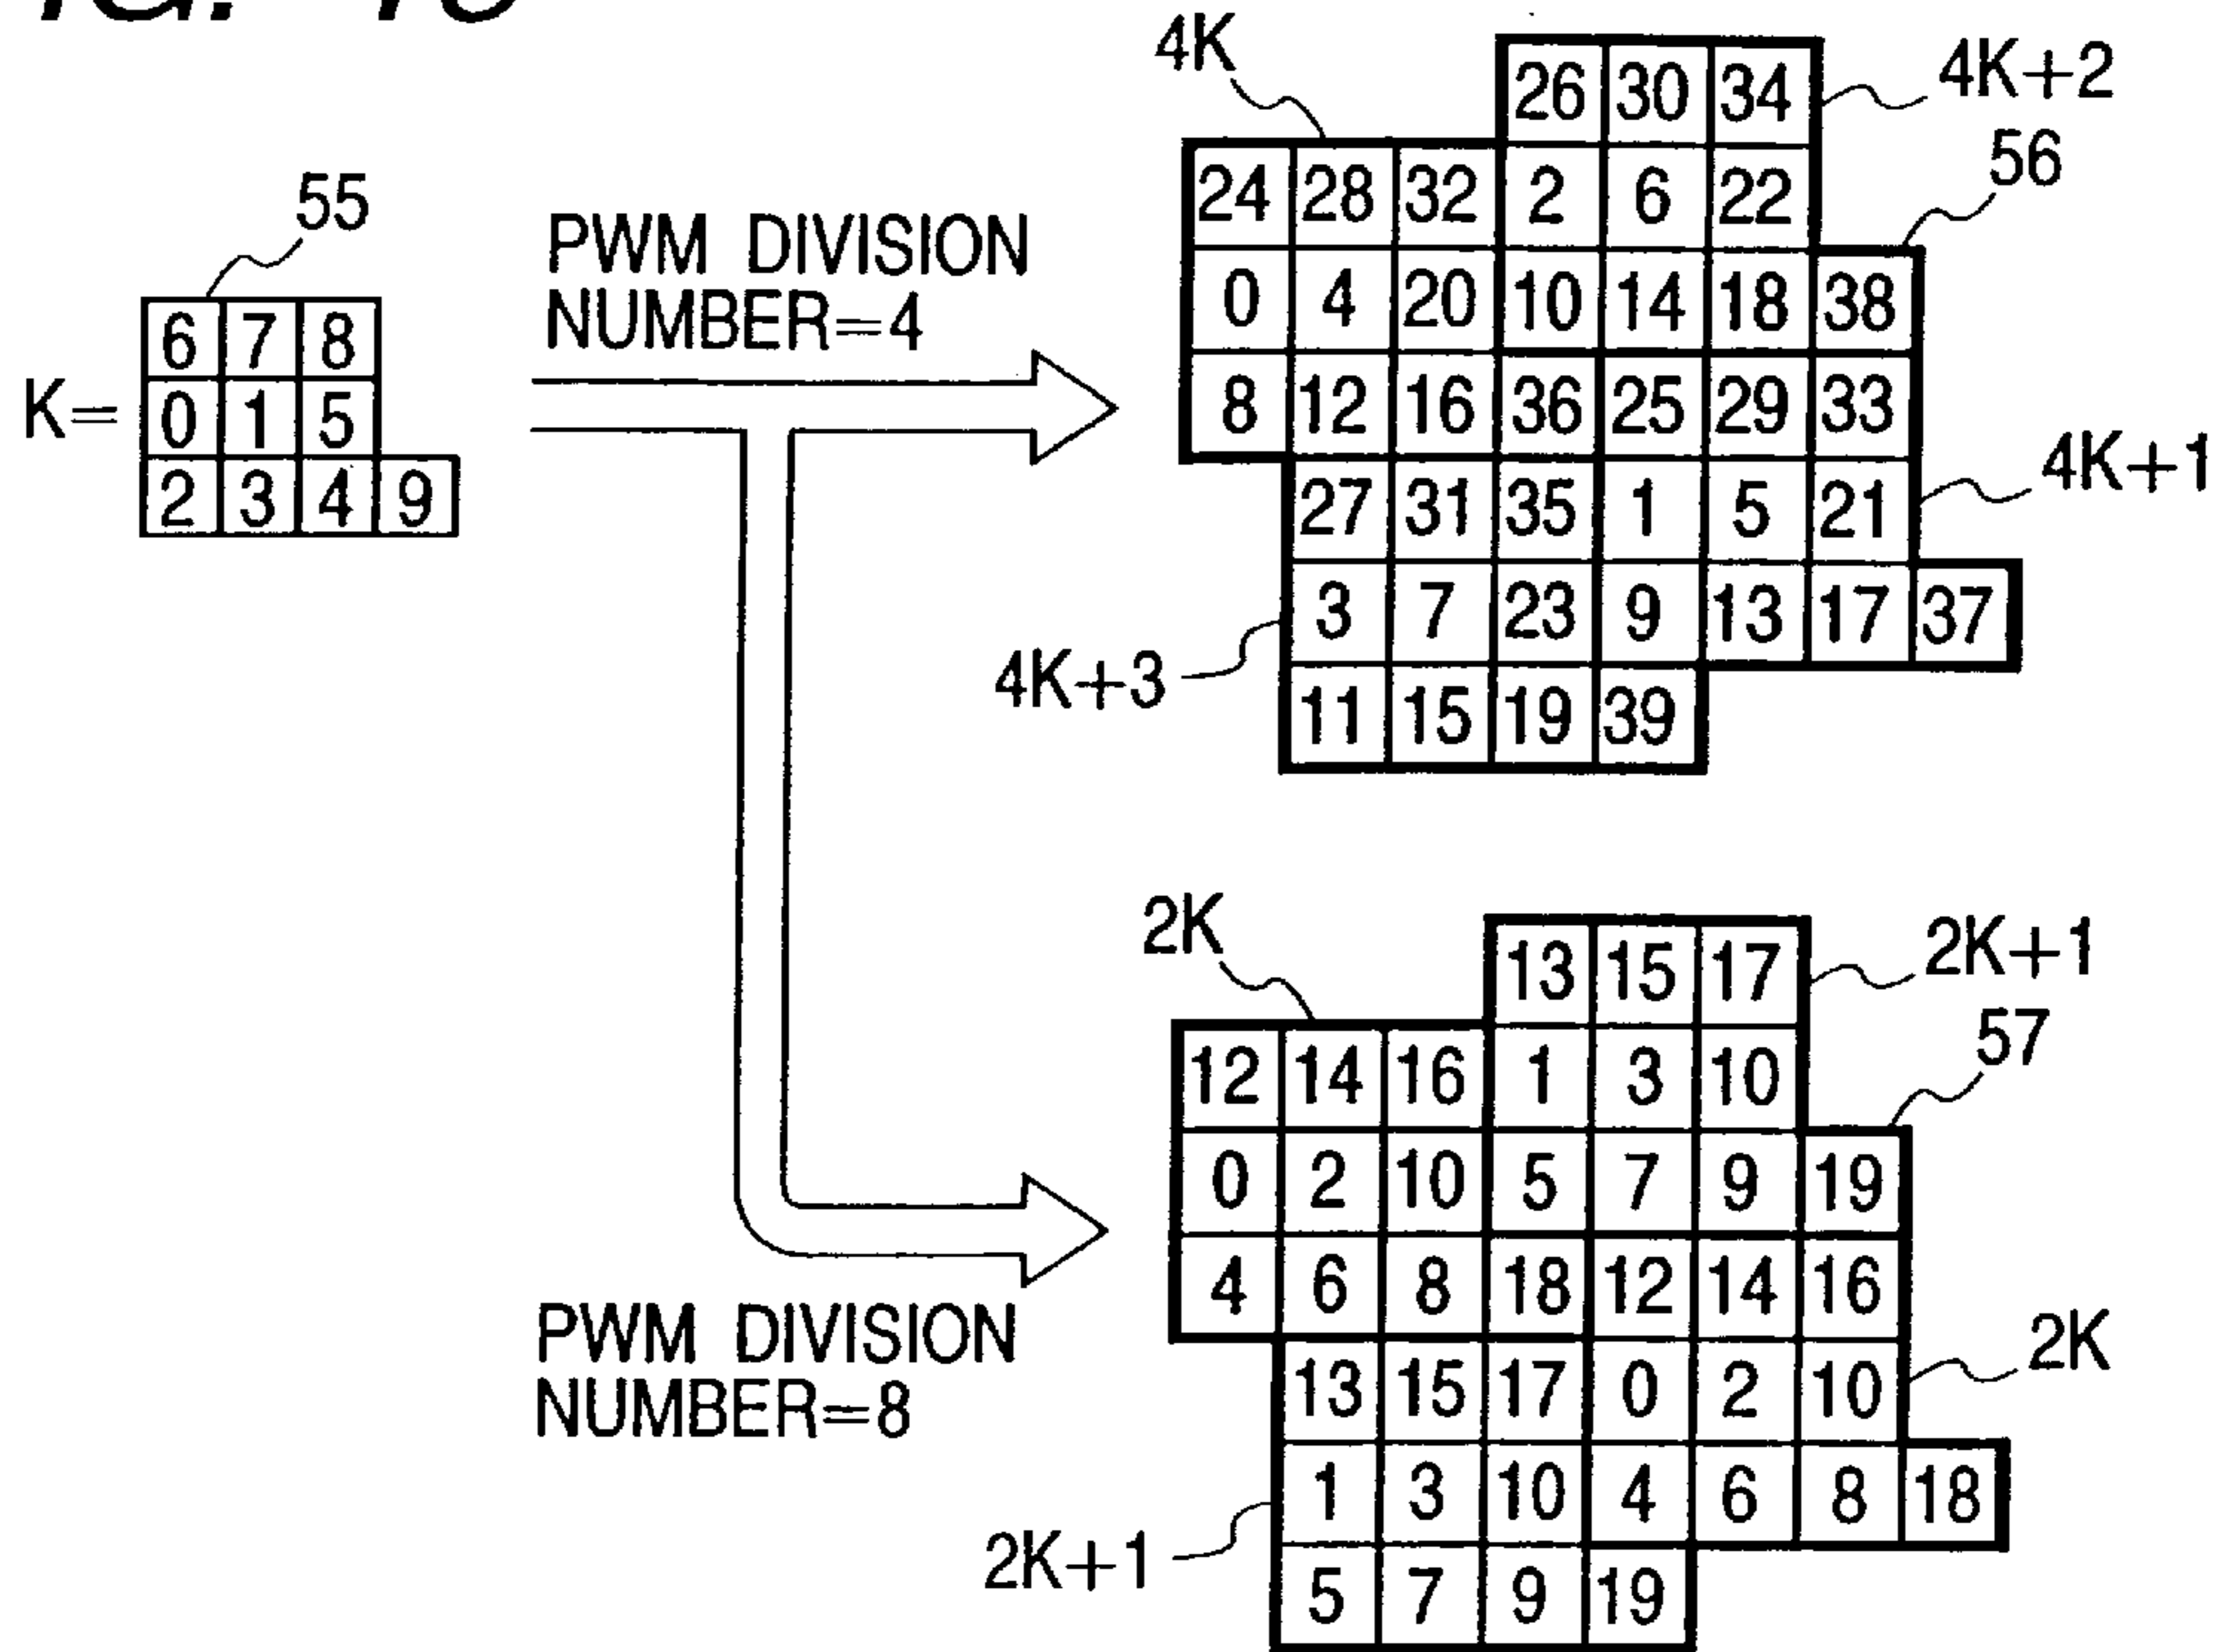 55
K=
6 7 8
0 1 5
2 3 4 9
PWM DIVISION
NUMBER=4
4K
4K+2
56
26 30 34
24 28 32 2 6 22
0 4 20 10 14 18 38
8 12 16 36 25 29 33
27 31 35 1 5 21
3 7 23 9 13 17 37
11 15 19 39
4K+1
4K+3
PWM DIVISION
NUMBER=8
2K
2K+1
57
13 15 17
12 14 16 1 3 10
0 2 10 5 7 9 19
4 6 8 18 12 14 16
13 15 17 0 2 10
1 3 10 4 6 8 18
5 7 9 19
2K
2K+1